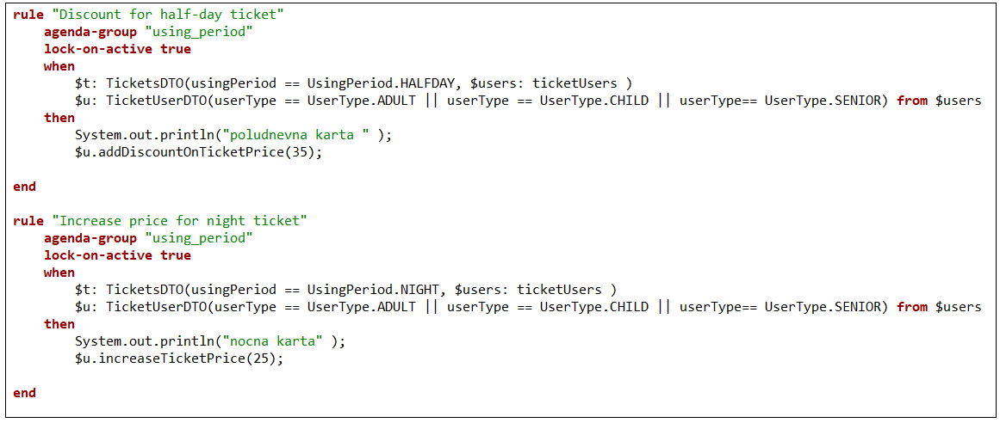 rule "Discount for half-day ticket"
    agenda-group "using_period"
    lock-on-active true
    when
        $t: TicketsDTO(usingPeriod == UsingPeriod.HALFDAY, $users: ticketUsers )
        $u: TicketUserDTO(userType == UserType.ADULT || userType == UserType.CHILD || userType== UserType.SENIOR) from $users
    then
        System.out.println("poludnevna karta " );
        $u.addDiscountOnTicketPrice(35);
end
rule "Increase price for night ticket"
    agenda-group "using_period"
    lock-on-active true
    when
        $t: TicketsDTO(usingPeriod == UsingPeriod.NIGHT, $users: ticketUsers )
        $u: TicketUserDTO(userType == UserType.ADULT || userType == UserType.CHILD || userType== UserType.SENIOR) from $users
    then
        System.out.println("nocna karta" );
        $u.increaseTicketPrice(25);
end